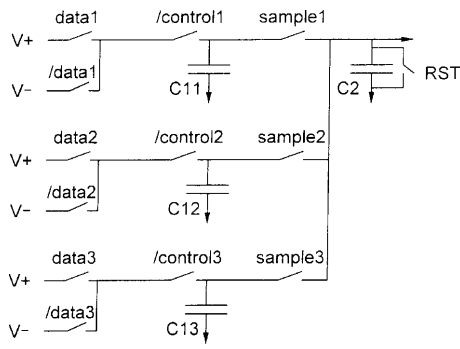 data1 /control1 sample1
V+
/data1
V−
C11
C2
RST
data2 /control2 sample2
V+
/data2
V−
C12
data3 /control3 sample3
V+
/data3
V−
C13